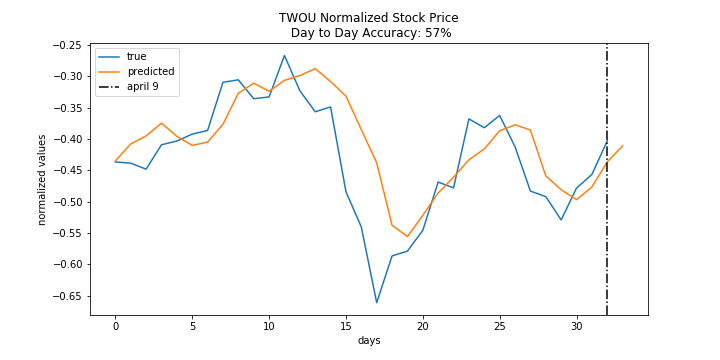 TWOU Normalized Stock Price
Day to Day Accuracy: 57%
−0.25
−0.30
−0.35
−0.40
−0.45
−0.50
−0.55
−0.60
−0.65
normalized values
true
predicted
april 9
0 5 10 15 20 25 30
days